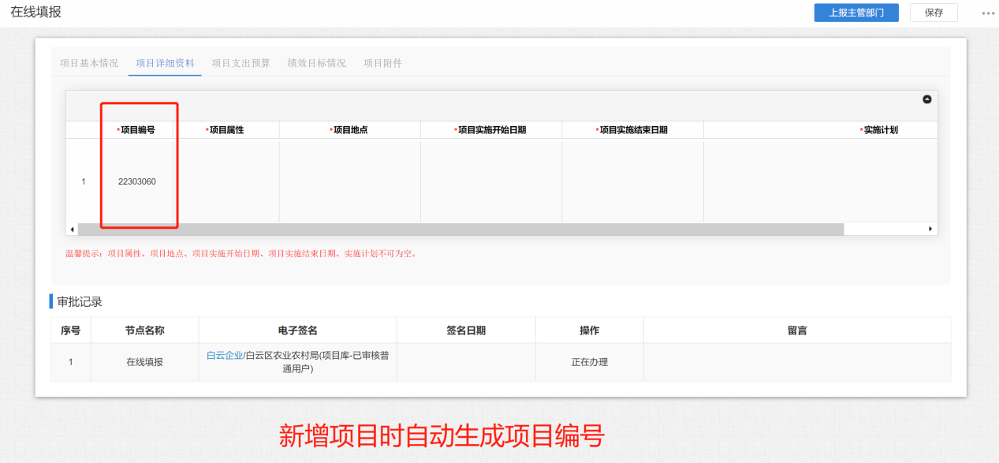 在线填报
上报主管部门
保存
项目基本情况 项目详细资料 项目支出预算 绩效目标情况 项目附件
*项目编号 *项目属性 *项目地点 *项目实施开始日期 *项目实施结束日期 *实施计划
1 22303060
温馨提示：项目属性、项目地点、项目实施开始日期、项目实施结束日期、实施计划不可为空。
审批记录
序号 节点名称 电子签名 签名日期 操作 留言
1 在线填报 白云企业/白云区农业农村局(项目库-已审核普 正在办理
通用户)
新增项目时自动生成项目编号